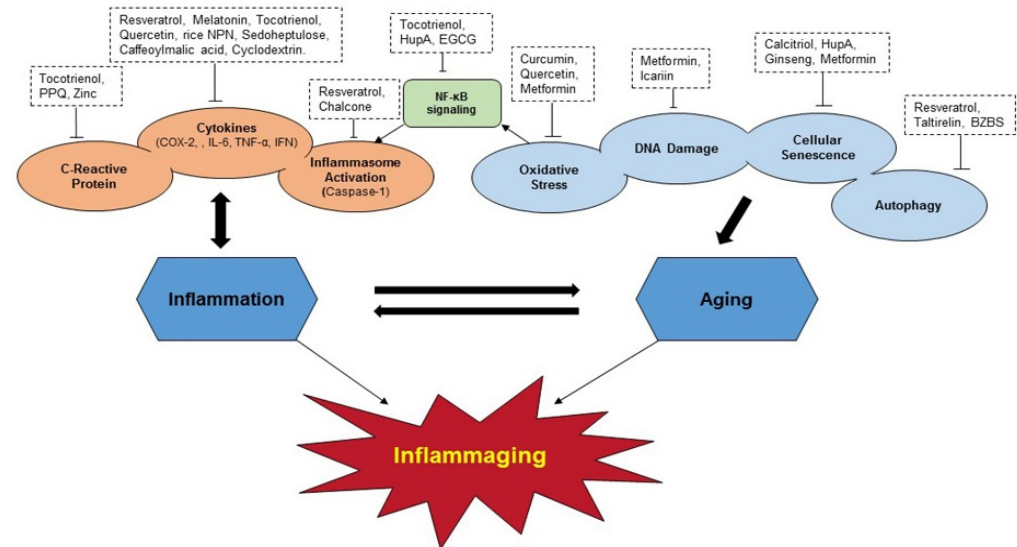 Resveratrol, Melatonin, Tocotrienol,
Quercetin, rice NPN, Sedoheptulose,
Caffeoylmalic acid, Cyclodextrin.
Tocotrienol,
HupA, EGCG
Curcumin,
Quercetin,
Metformin
Metformin,
Icariin
Calcitriol, HupA,
Ginseng, Metformin
Tocotrienol,
PPQ, Zinc
Resveratrol,
Chalcone
NF-κB
signaling
Resveratrol,
Taltirelin, BZBS
Cytokines
(COX-2, , IL-6, TNF-α, IFN)
C-Reactive
Protein
Inflammasome
Activation
(Caspase-1)
Oxidative
Stress
DNA Damage
Cellular
Senescence
Autophagy
Inflammation
Aging
Inflammaging